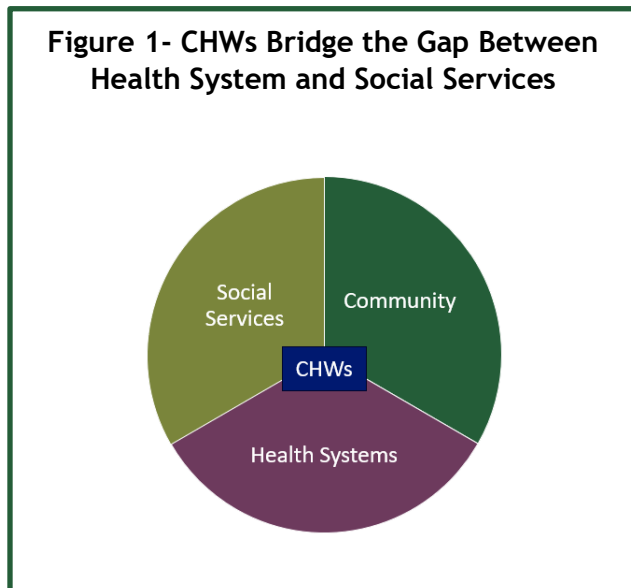 Figure 1- CHWs Bridge the Gap Between
Health System and Social Services
Social
Services
Community
CHWs
Health Systems